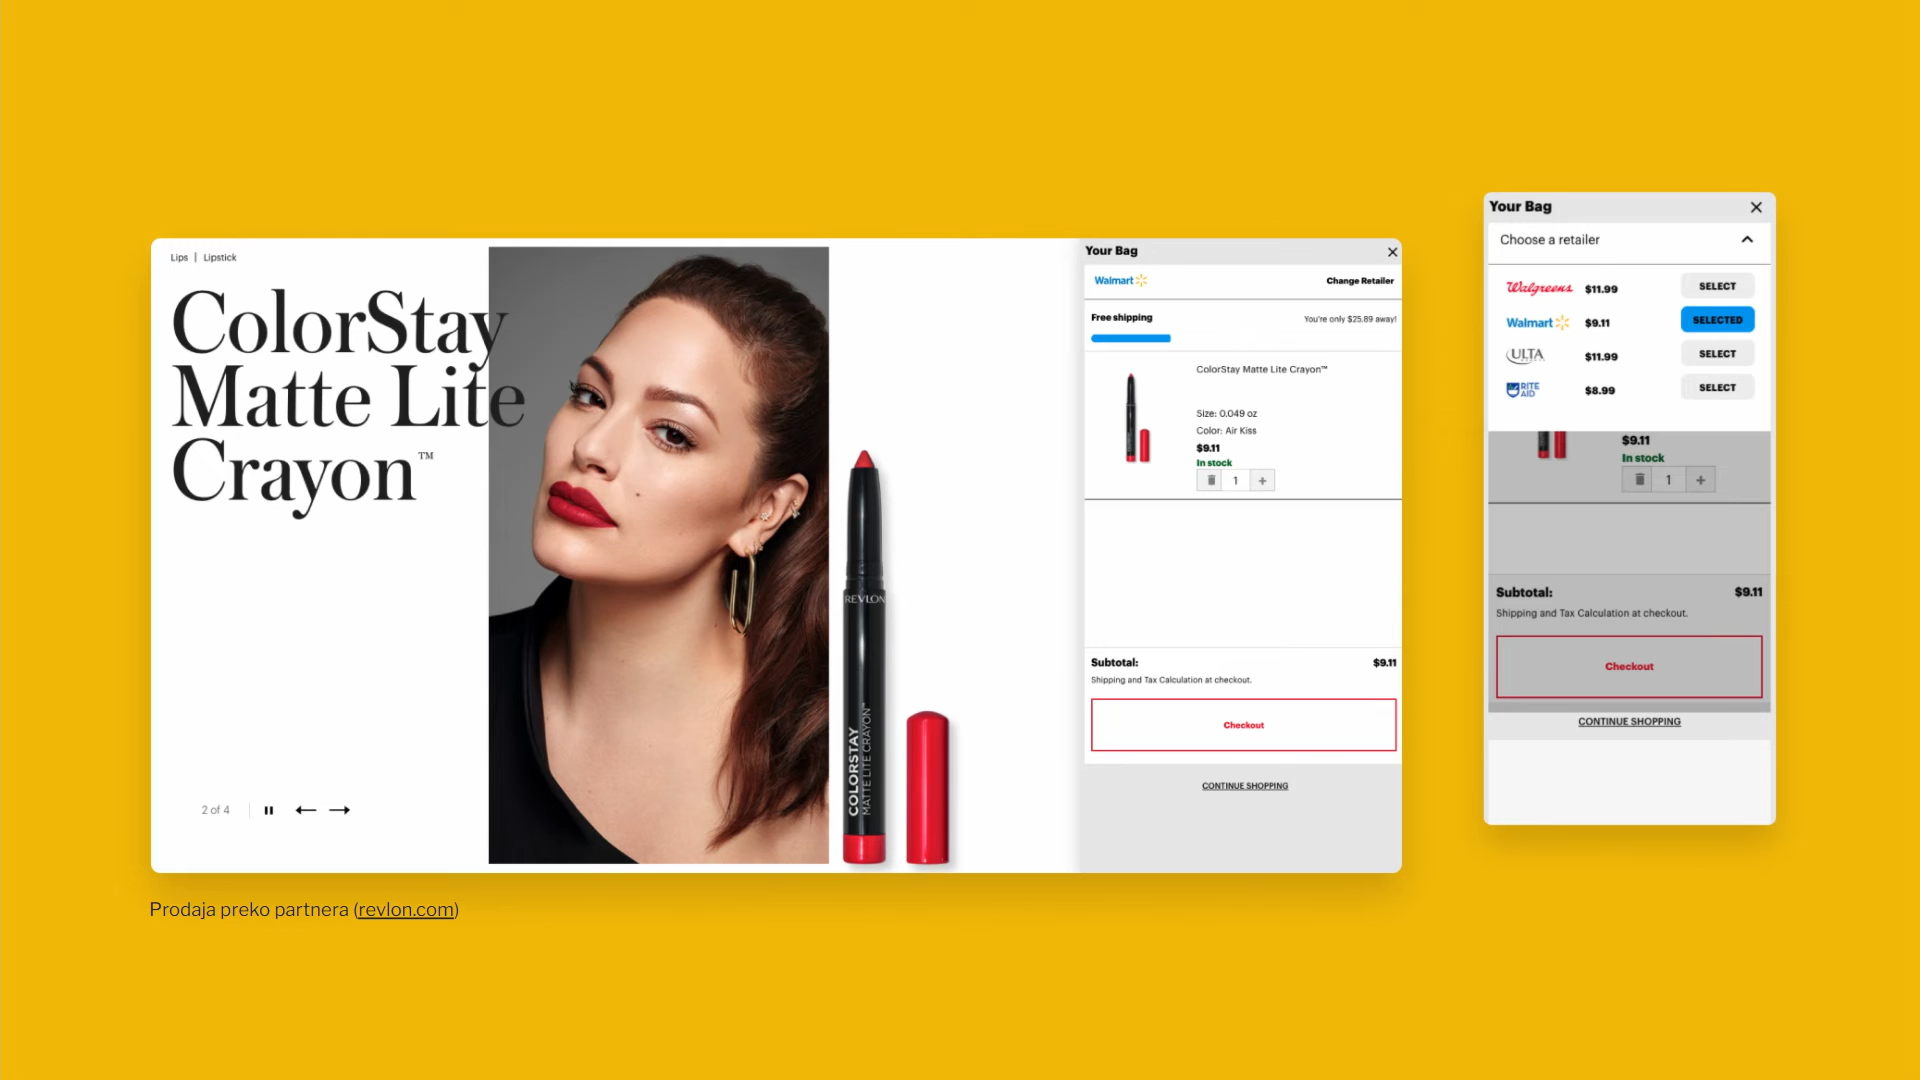 Lips | Lipstick
ColorStay
Matte Lite
Crayon™
REVLON
COLORSTAY
MATTE LITE CRAYON™
2 of 4
Your Bag
Walmart
Change Retailer
Free shipping
You're only $25.89 away!
ColorStay Matte Lite Crayon™
Size: 0.049 oz
Color: Air Kiss
$9.11
In stock
1 +
Subtotal: $9.11
Shipping and Tax Calculation at checkout.
Checkout
CONTINUE SHOPPING
Your Bag
Choose a retailer
Walgreens $11.99 SELECT
Walmart $9.11 SELECTED
ULTA $11.99 SELECT
RITE AID $8.99 SELECT
$9.11
In stock
1 +
Subtotal: $9.11
Shipping and Tax Calculation at checkout.
Checkout
CONTINUE SHOPPING
Prodaja preko partnera (revlon.com)